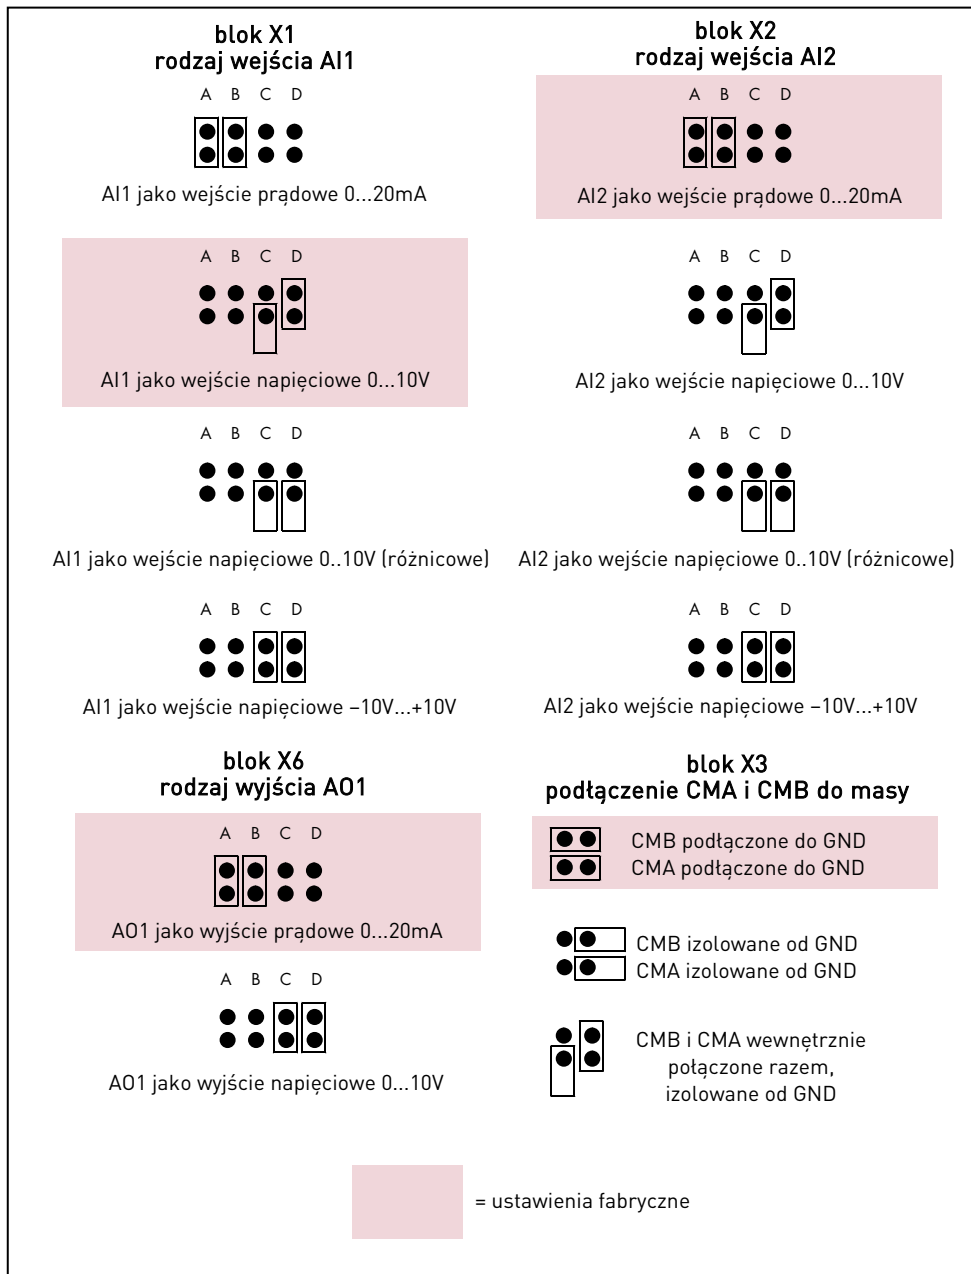 blok X1
rodzaj wejścia AI1
A B C D
AI1 jako wejście prądowe 0...20mA
A B C D
AI1 jako wejście napięciowe 0...10V
A B C D
AI1 jako wejście napięciowe 0..10V (różnicowe)
A B C D
AI1 jako wejście napięciowe –10V...+10V
blok X2
rodzaj wejścia AI2
A B C D
AI2 jako wejście prądowe 0...20mA
A B C D
AI2 jako wejście napięciowe 0...10V
A B C D
AI2 jako wejście napięciowe 0..10V (różnicowe)
A B C D
AI2 jako wejście napięciowe –10V...+10V
blok X6
rodzaj wyjścia AO1
A B C D
AO1 jako wyjście prądowe 0...20mA
A B C D
AO1 jako wyjście napięciowe 0...10V
blok X3
podłączenie CMA i CMB do masy
CMB podłączone do GND
CMA podłączone do GND
CMB izolowane od GND
CMA izolowane od GND
CMB i CMA wewnętrznie
połączone razem,
izolowane od GND
= ustawienia fabryczne